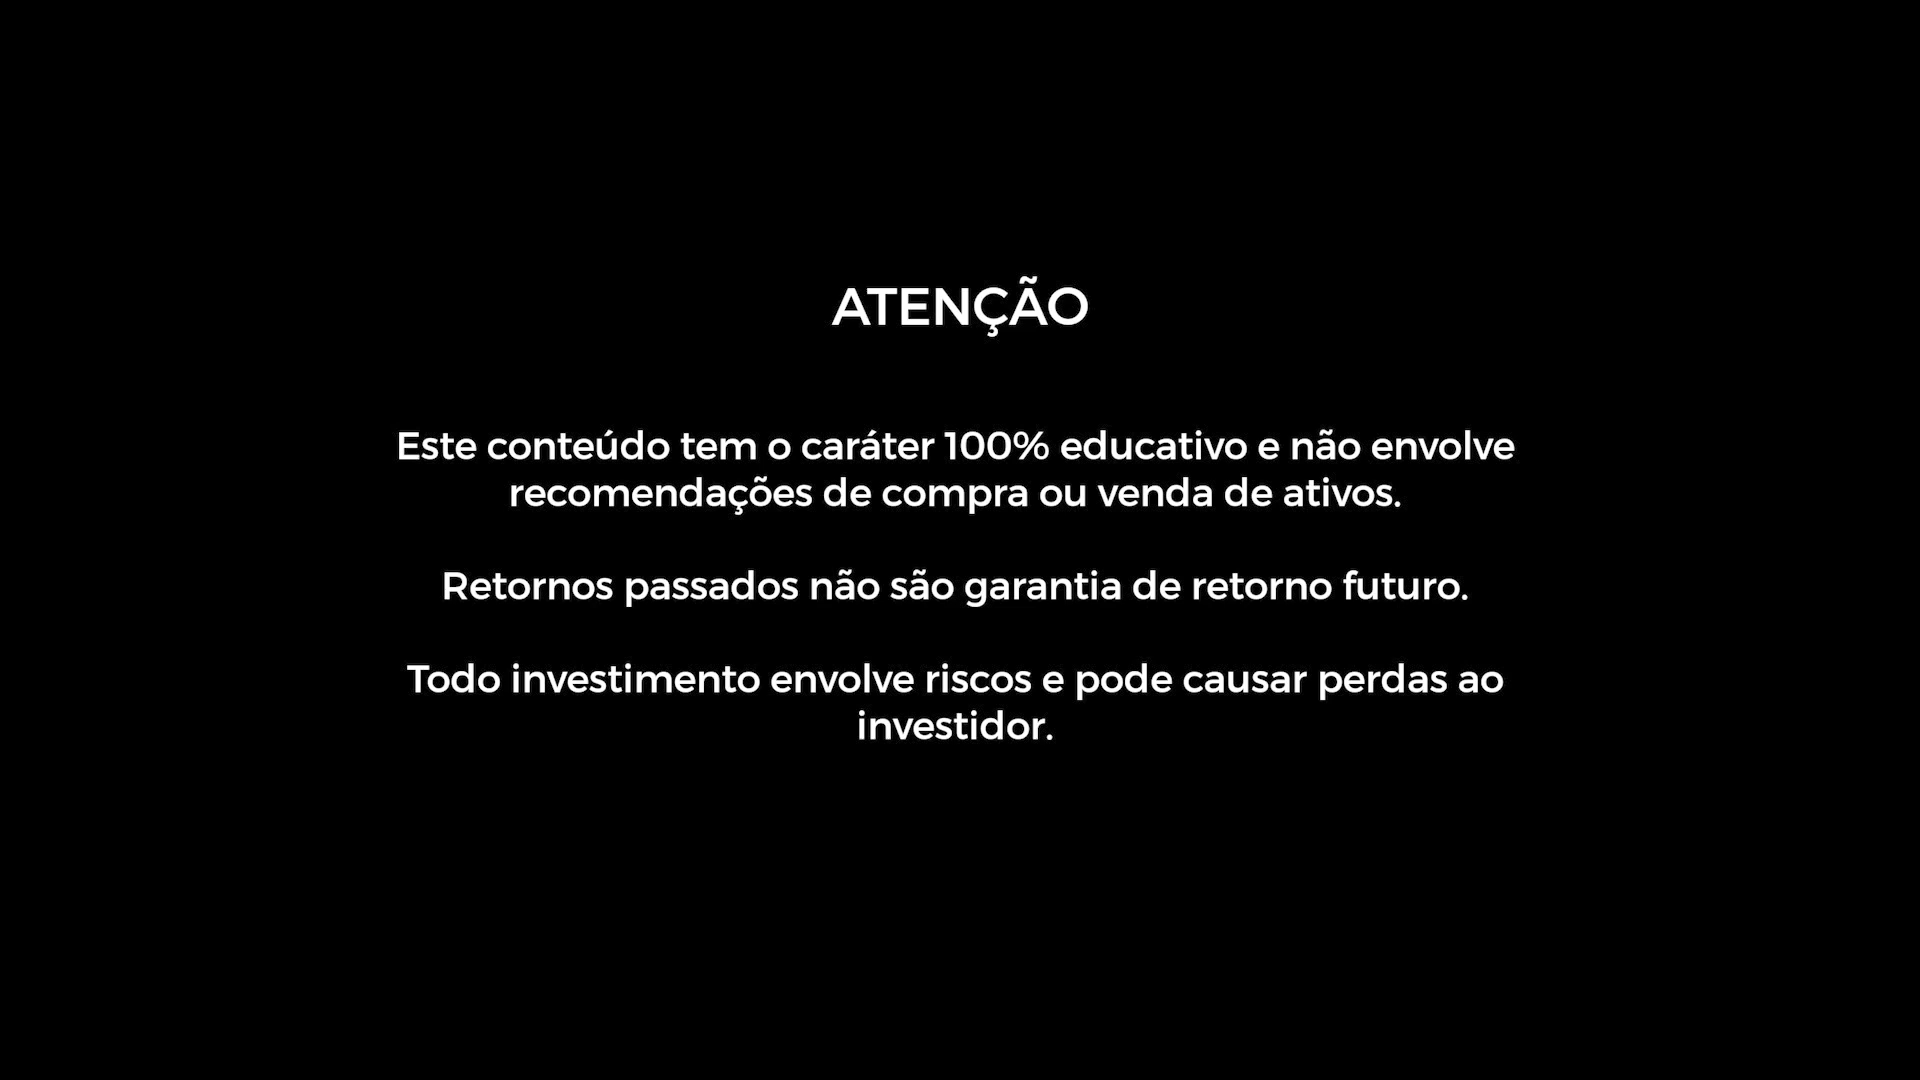 ATENÇÃO
Este conteúdo tem o caráter 100% educativo e não envolve
recomendações de compra ou venda de ativos.
Retornos passados não são garantia de retorno futuro.
Todo investimento envolve riscos e pode causar perdas ao
investidor.